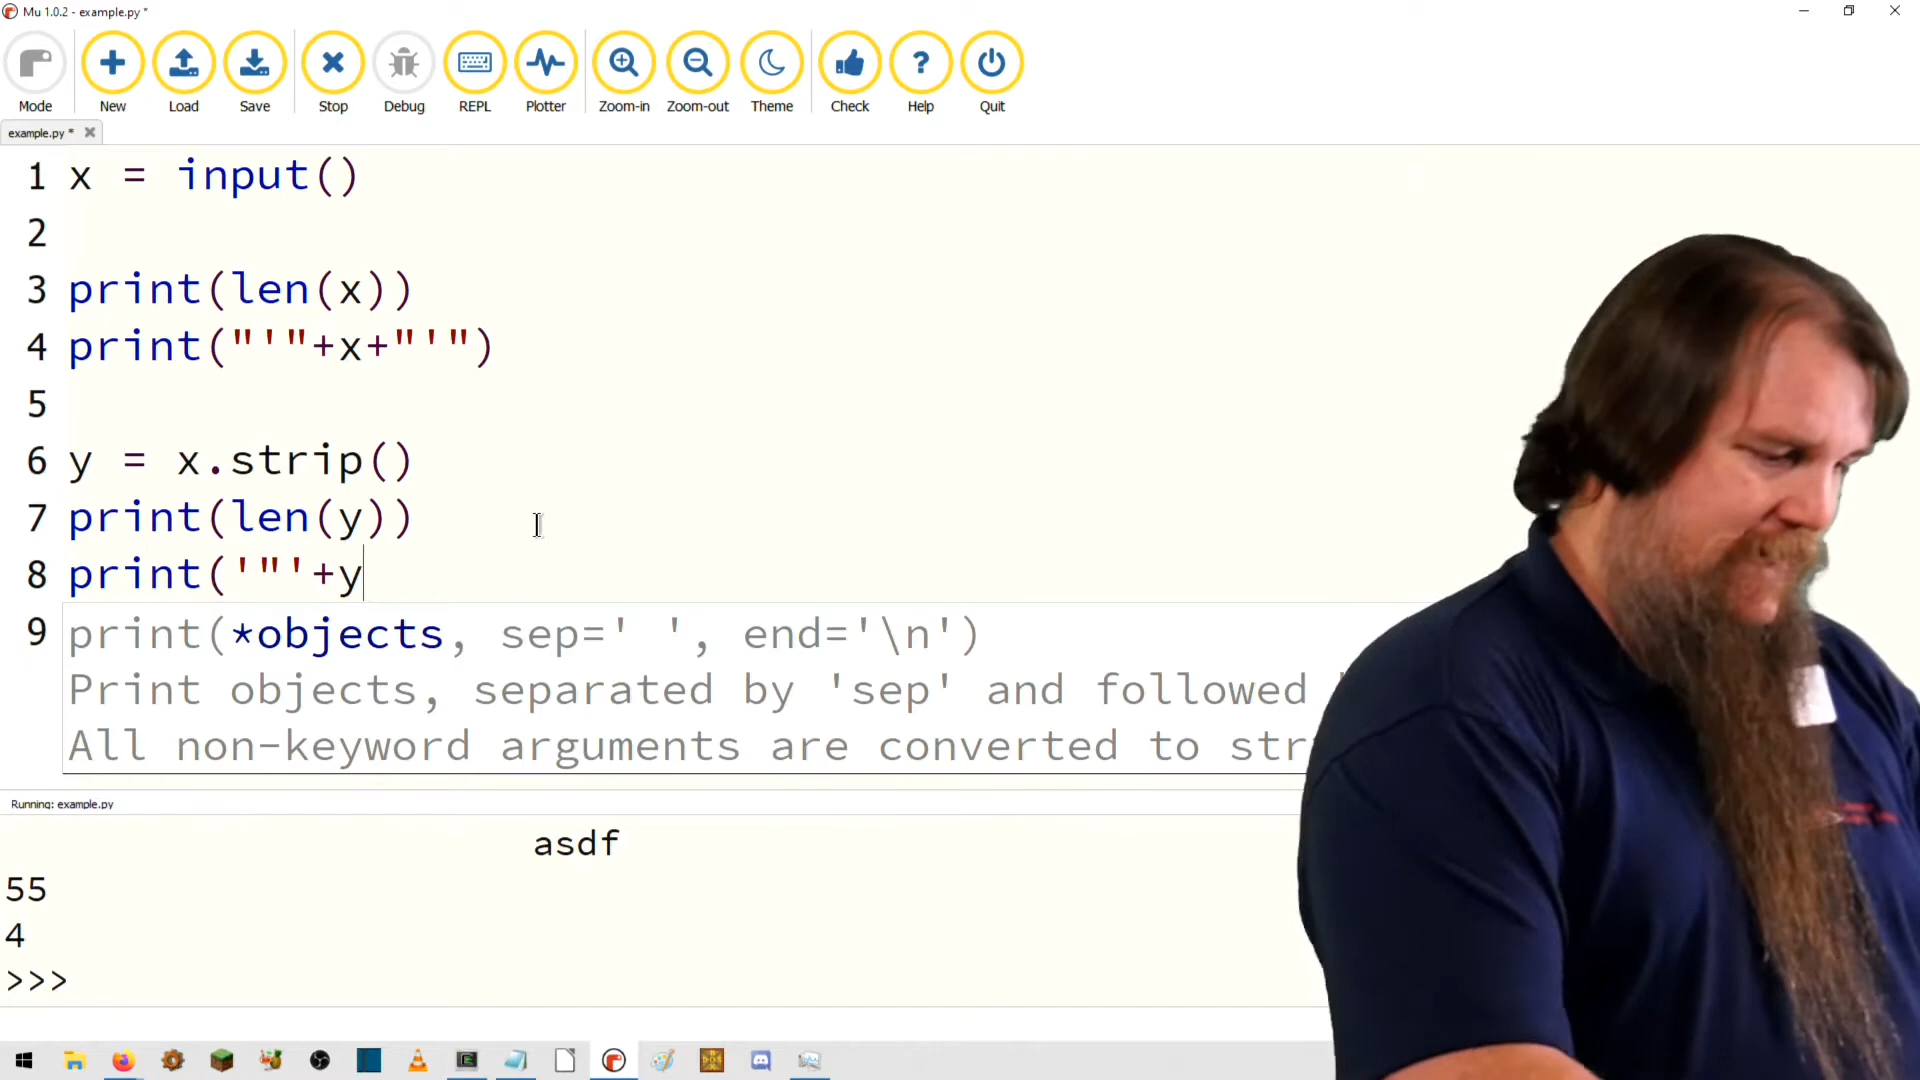 Mu 1.0.2 - example.py *
Mode New Load Save Stop Debug REPL Plotter Zoom-in Zoom-out Theme Check Help Quit
example.py *
1 x = input()
2
3 print(len(x))
4 print("'"+x+"'")
5
6 y = x.strip()
7 print(len(y))
8 print('"'+y
9 print(*objects, sep=' ', end='\n')
Print objects, separated by 'sep' and followed
All non-keyword arguments are converted to str
Running: example.py
asdf
55
4
>>>